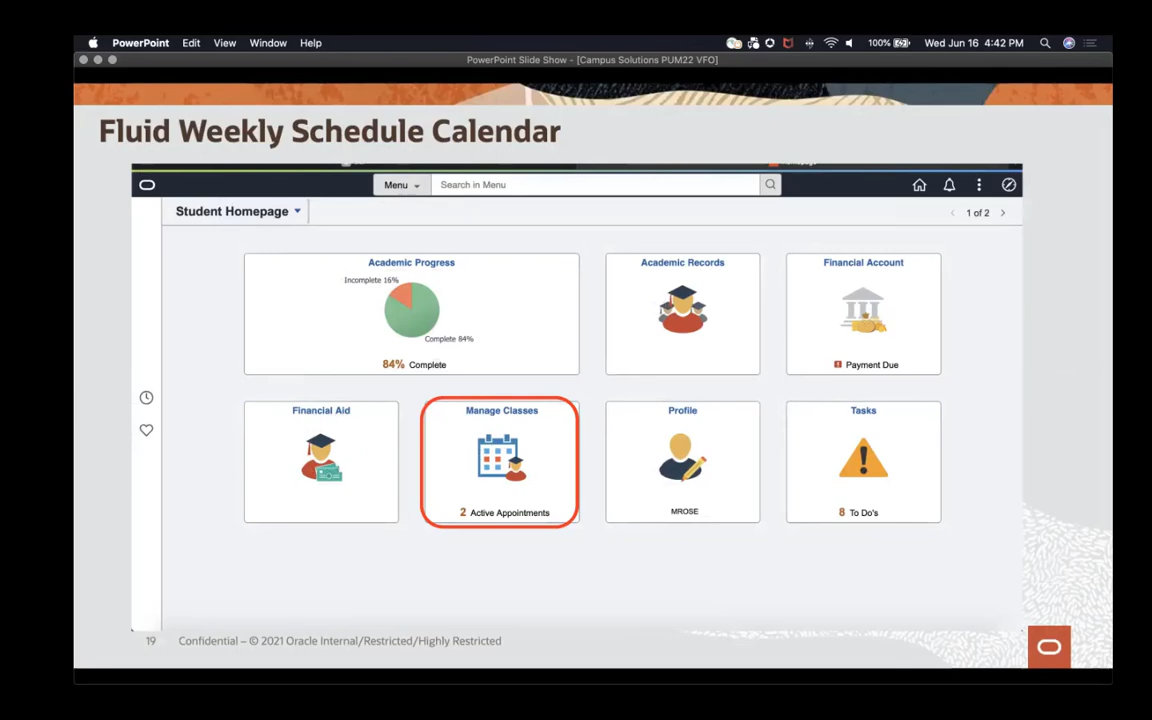 PowerPoint Edit View Window Help 100% Wed Jun 16 4:42 PM
PowerPoint Slide Show - [Campus Solutions PUM22 VFO]
Fluid Weekly Schedule Calendar
Menu Search in Menu
Student Homepage 1 of 2
Academic Progress
Incomplete 16%
Complete 84%
84% Complete
Academic Records
Financial Account
Payment Due
Financial Aid
Manage Classes
2 Active Appointments
Profile
MROSE
Tasks
8 To Do's
19 Confidential – © 2021 Oracle Internal/Restricted/Highly Restricted